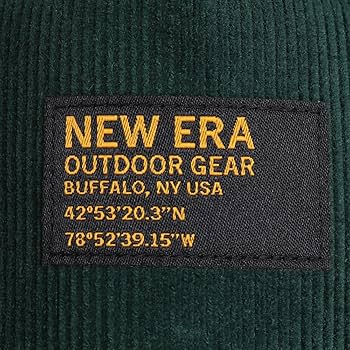 NEW ERA
OUTDOOR GEAR
BUFFALO, NY USA
42°53'20.3"N
78°52'39.15"W